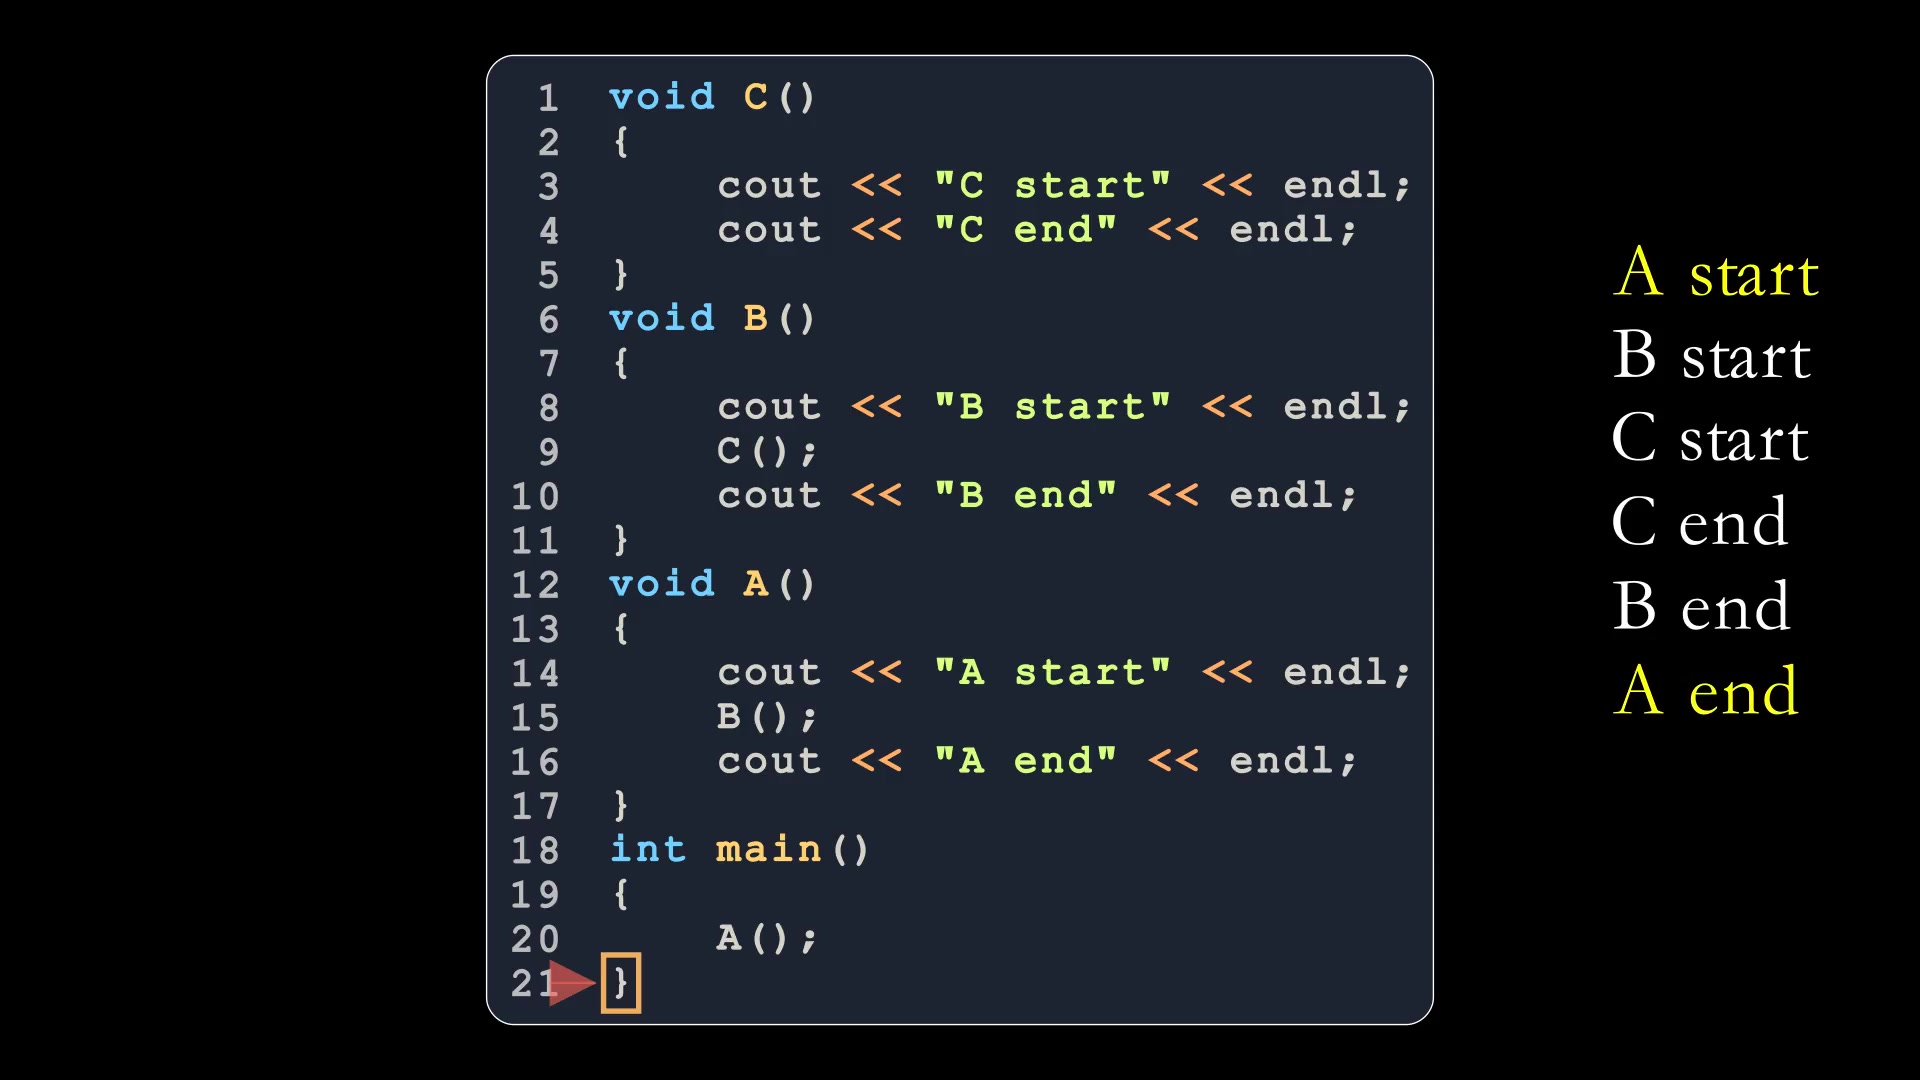 1 void C()
2 {
3 cout << "C start" << endl;
4 cout << "C end" << endl;
5 }
6 void B()
7 {
8 cout << "B start" << endl;
9 C();
10 cout << "B end" << endl;
11 }
12 void A()
13 {
14 cout << "A start" << endl;
15 B();
16 cout << "A end" << endl;
17 }
18 int main()
19 {
20 A();
21 }
A start
B start
C start
C end
B end
A end